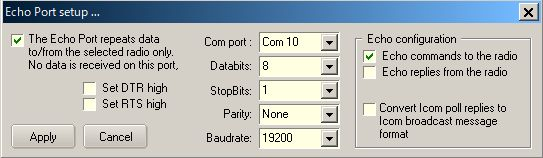 Echo Port setup ...
The Echo Port repeats data
to/from the selected radio only.
No data is received on this port,
Set DTR high
Set RTS high
Apply
Cancel
Com port : Com 10
Databits: 8
StopBits: 1
Parity: None
Baudrate: 19200
Echo configuration
Echo commands to the radio
Echo replies from the radio
Convert Icom poll replies to
Icom broadcast message
format